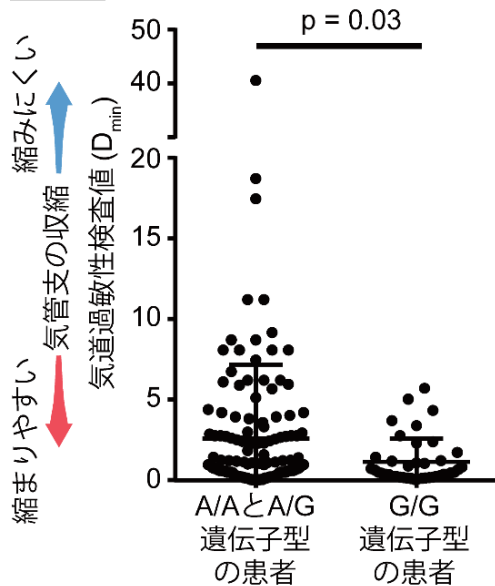 p = 0.03
縮みにくい
気管支の収縮
縮まりやすい
気道過敏性検査値 (Dmin)
50
40
20
15
10
5
0
A/AとA/G
遺伝子型
の患者
G/G
遺伝子型
の患者